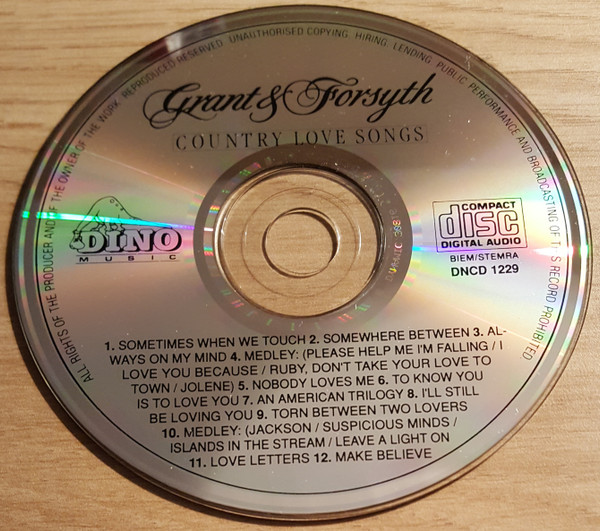 ALL RIGHTS OF THE PRODUCER AND OF THE OWNER OF THE WORK REPRODUCED RESERVED. UNAUTHORISED COPYING, HIRING, LENDING, PUBLIC PERFORMANCE AND BROADCASTING OF THIS RECORD PROHIBITED
Grant & Forsyth
COUNTRY LOVE SONGS
DINO
MUSIC
COMPACT
disc
DIGITAL AUDIO
BIEM/STEMRA
DNCD 1229
1. SOMETIMES WHEN WE TOUCH 2. SOMEWHERE BETWEEN 3. AL-
WAYS ON MY MIND 4. MEDLEY: (PLEASE HELP ME I'M FALLING / I
LOVE YOU BECAUSE / RUBY, DON'T TAKE YOUR LOVE TO
TOWN / JOLENE) 5. NOBODY LOVES ME 6. TO KNOW YOU
IS TO LOVE YOU 7. AN AMERICAN TRILOGY 8. I'LL STILL
BE LOVING YOU 9. TORN BETWEEN TWO LOVERS
10. MEDLEY: (JACKSON / SUSPICIOUS MINDS /
ISLANDS IN THE STREAM / LEAVE A LIGHT ON
11. LOVE LETTERS 12. MAKE BELIEVE